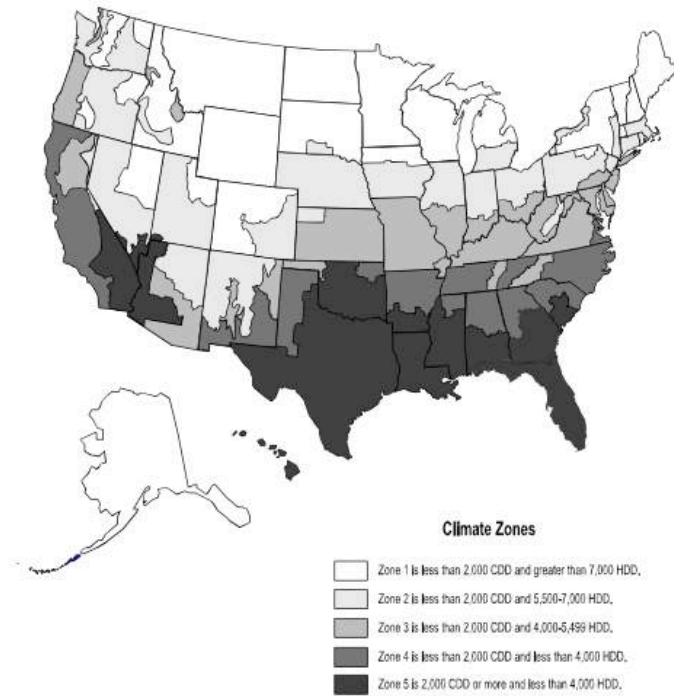 Climate Zones
Zone 1 is less than 2,000 CDD and greater than 7,000 HDD.
Zone 2 is less than 2,000 CDD and 5,500-7,000 HDD.
Zone 3 is less than 2,000 CDD and 4,000-5,499 HDD.
Zone 4 is less than 2,000 CDD and less than 4,000 HDD.
Zone 5 is 2,000 CDD or more and less than 4,000 HDD.